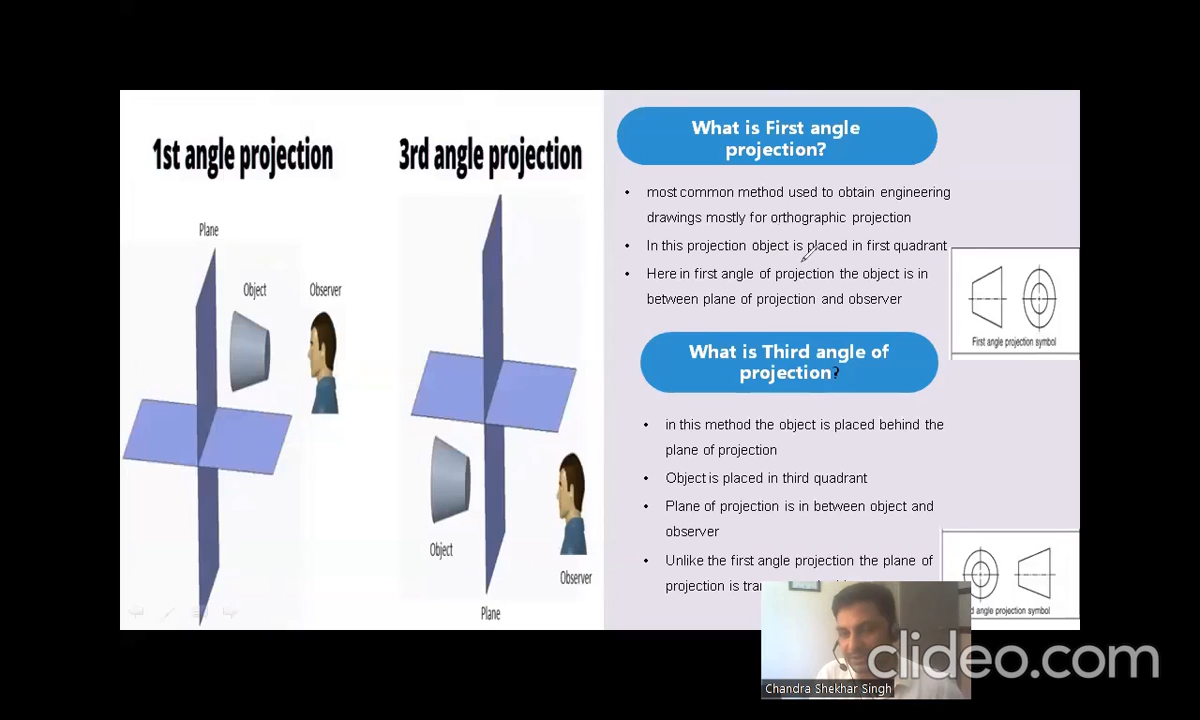 1st angle projection
Plane
Object
Observer
3rd angle projection
Object
Observer
Plane
What is First angle
projection?
• most common method used to obtain engineering
drawings mostly for orthographic projection
• In this projection object is placed in first quadrant
• Here in first angle of projection the object is in
between plane of projection and observer
First angle projection symbol
What is Third angle of
projection?
• in this method the object is placed behind the
plane of projection
• Object is placed in third quadrant
• Plane of projection is in between object and
observer
• Unlike the first angle projection the plane of
projection is
angle projection symbol
Chandra Shekhar Singh
clideo.com